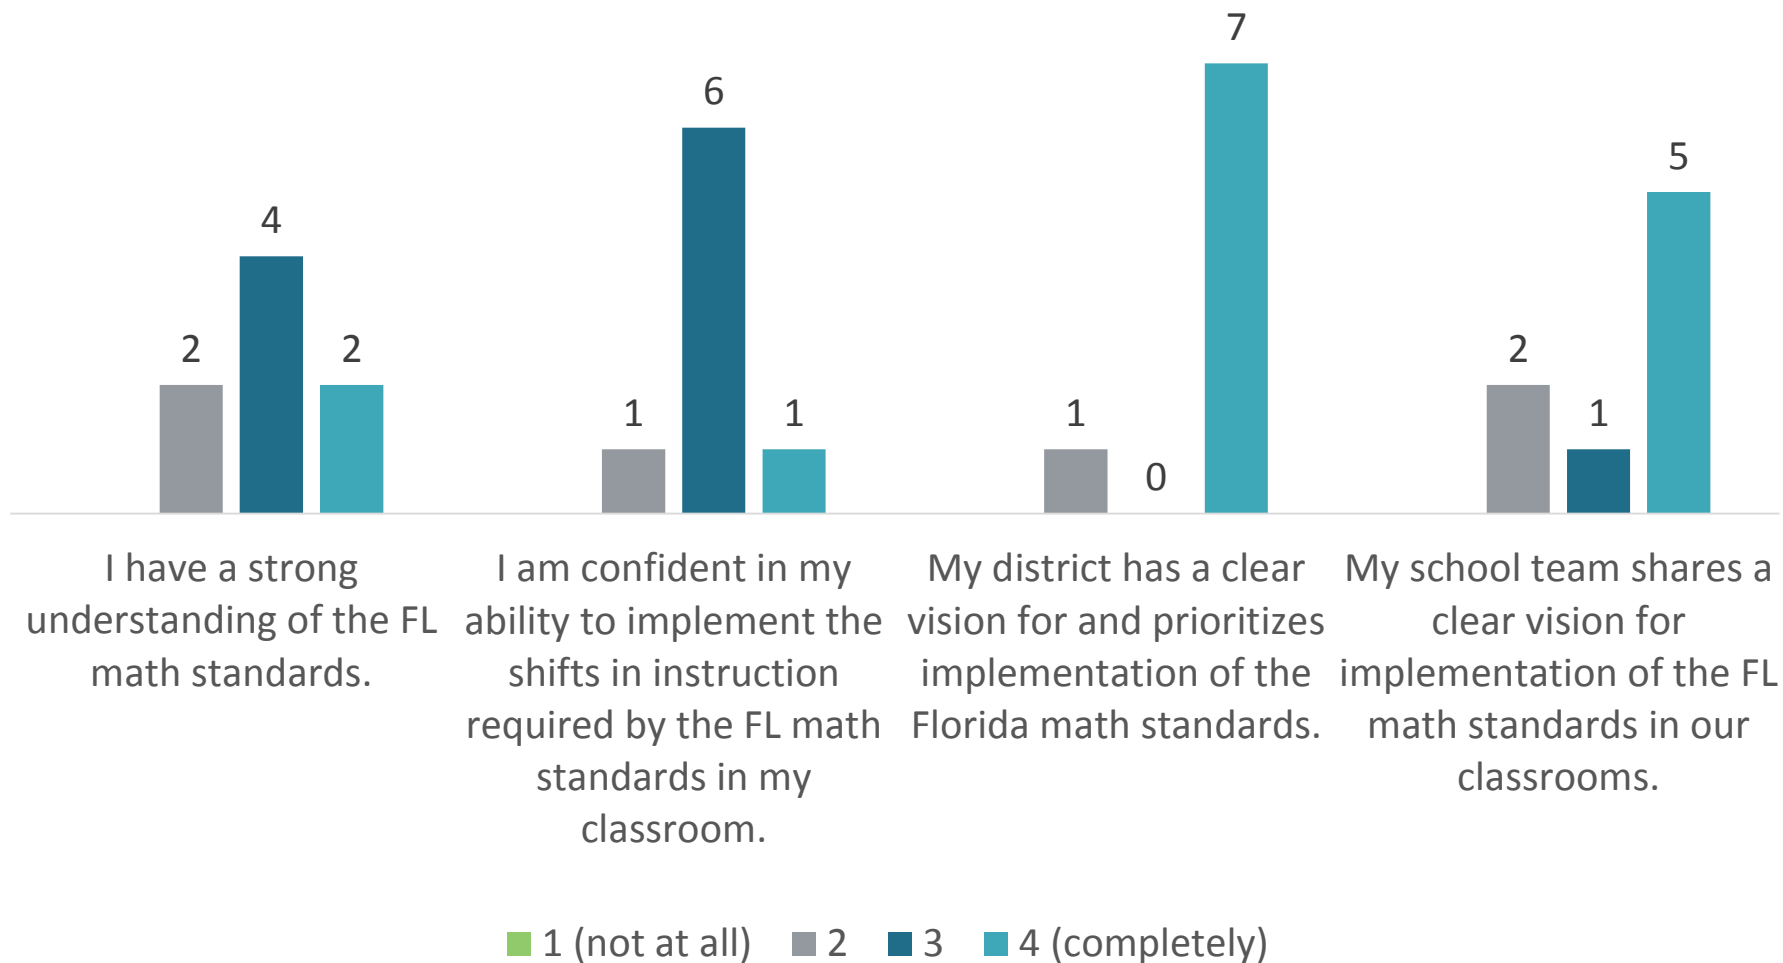 7
6
5
4
2
2
2
1
1
1
1
0
I have a strong
understanding of the FL
math standards.
I am confident in my
ability to implement the
shifts in instruction
required by the FL math
standards in my
classroom.
My district has a clear
vision for and prioritizes
implementation of the
Florida math standards.
My school team shares a
clear vision for
implementation of the FL
math standards in our
classrooms.
1 (not at all) 2 3 4 (completely)